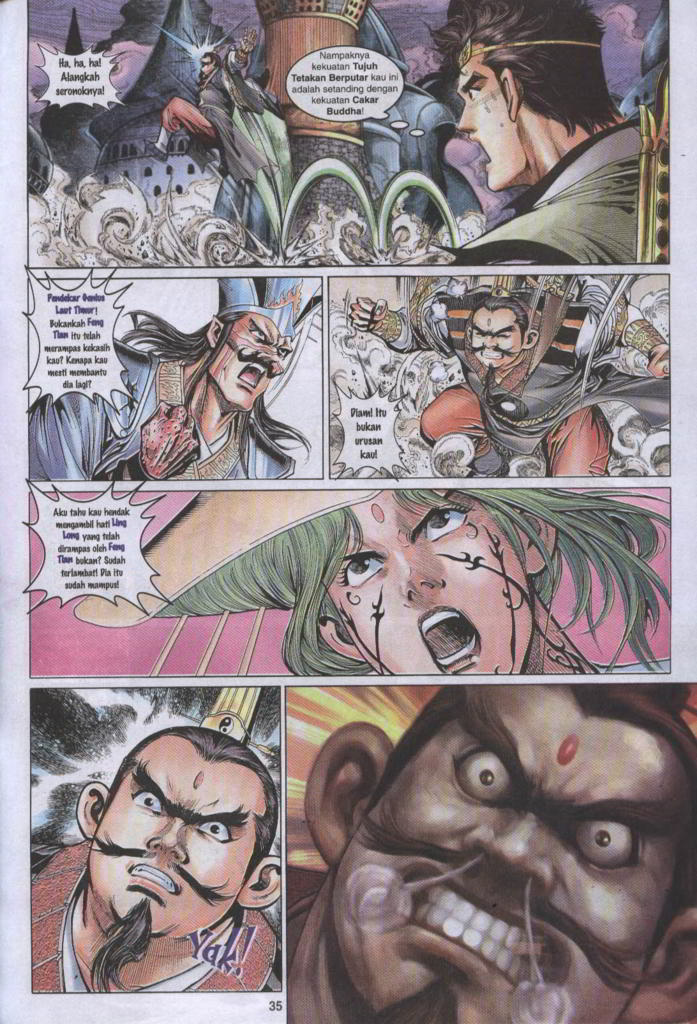 Ha, ha, ha!
Alangkah
seronoknya!
Nampaknya
kekuatan Tujuh
Tetakan Berputar kau ini
adalah setanding dengan
kekuatan Cakar
Buddha!
Pendekar Genius
Laut Timur!
Bukankah Feng
Tian itu telah
merampas kekasih
kau? Kenapa kau
mesti membantu
dia lagi?
Diam! Itu
bukan
urusan
kau!
Aku tahu kau hendak
mengambil hati Ling
Long yang telah
dirampas oleh Feng
Tian bukan? Sudah
terlambat! Dia itu
sudah mampus!
Yak!
35